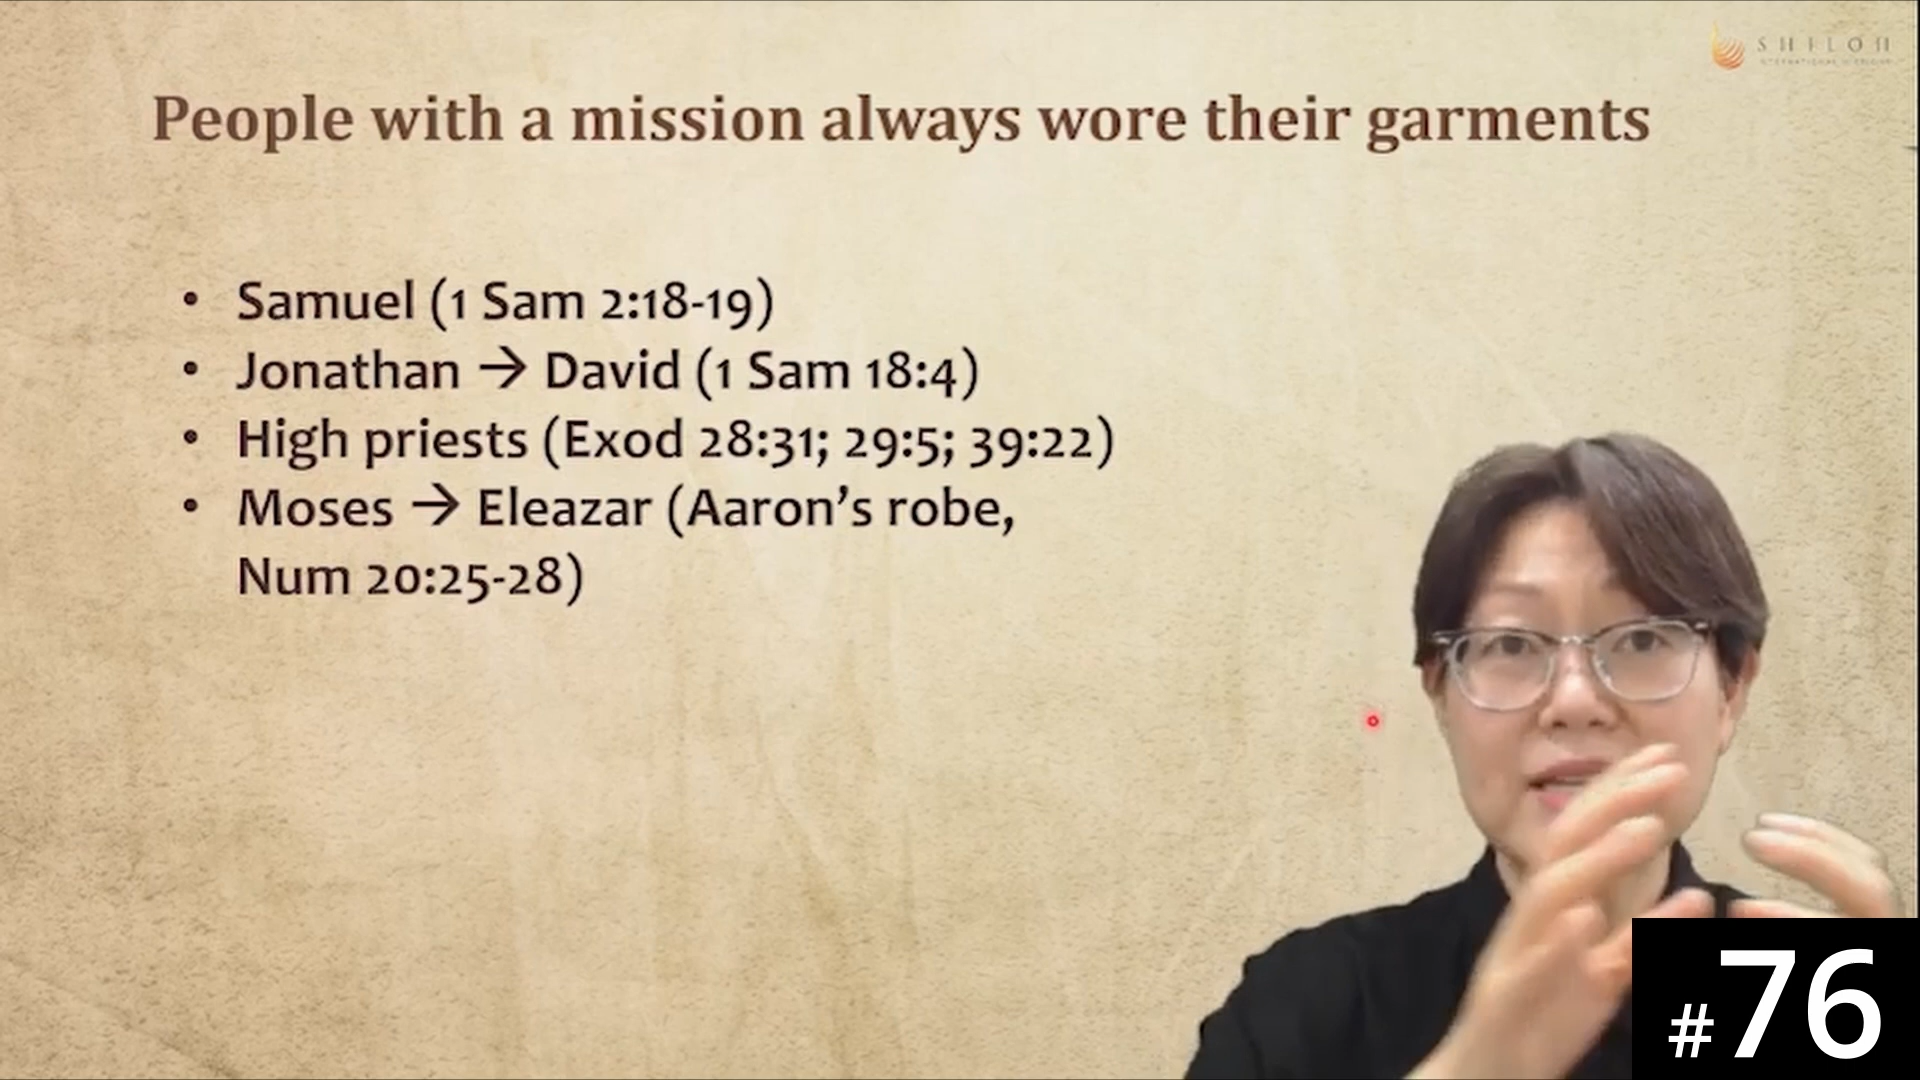 SHILOH
People with a mission always wore their garments
• Samuel (1 Sam 2:18-19)
• Jonathan → David (1 Sam 18:4)
• High priests (Exod 28:31; 29:5; 39:22)
• Moses → Eleazar (Aaron’s robe,
Num 20:25-28)
#76